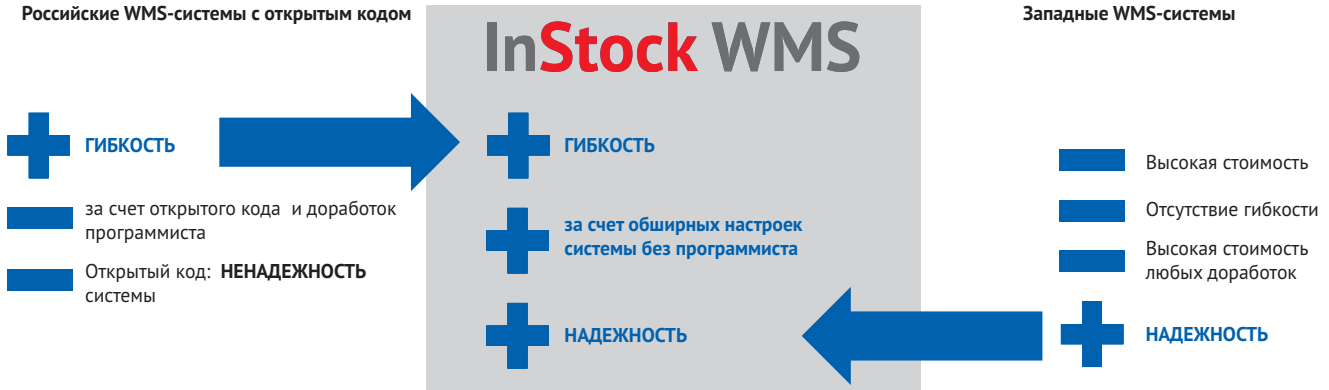 Российские WMS-системы с открытым кодом
ГИБКОСТЬ
за счет открытого кода и доработок
программиста
Открытый код: НЕНАДЕЖНОСТЬ
системы
InStock WMS
ГИБКОСТЬ
за счет обширных настроек
системы без программиста
НАДЕЖНОСТЬ
Западные WMS-системы
Высокая стоимость
Отсутствие гибкости
Высокая стоимость
любых доработок
НАДЕЖНОСТЬ